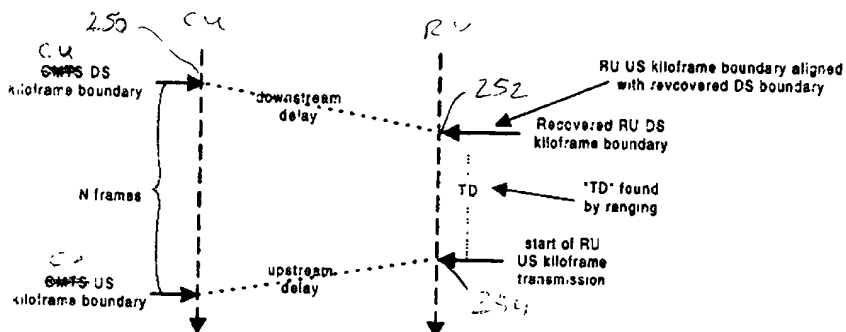 250
CU
RU
CU
CMTS DS
kiloframe boundary
downstream
delay
252
RU US kiloframe boundary aligned
with revcovered DS boundary
Recovered RU DS
kiloframe boundary
N frames
TD
"TD" found
by ranging
CU
CMTS US
kiloframe boundary
upstream
delay
254
start of RU
US kiloframe
transmission